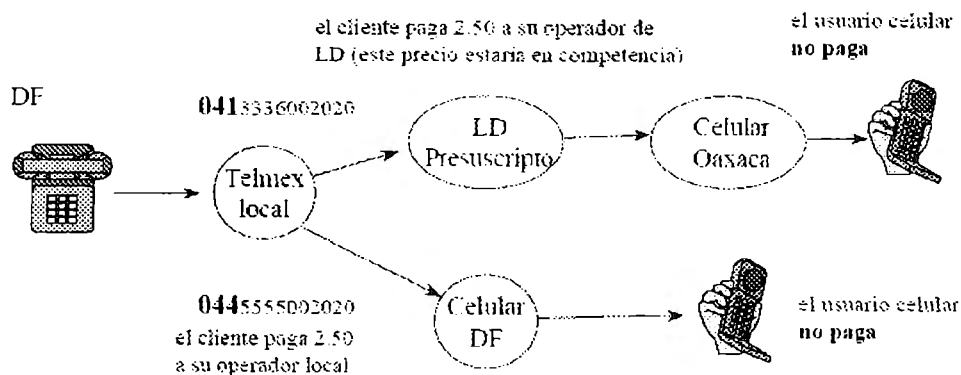 el cliente paga 2.50 a su operador de
LD (este precio estaria en competencia)
el usuario celular
no paga
DF
0413336002020
LD
Presuscripto
Celular
Oaxaca
Telmex
local
0445555002020
el cliente paga 2.50
a su operador local
Celular
DF
el usuario celular
no paga